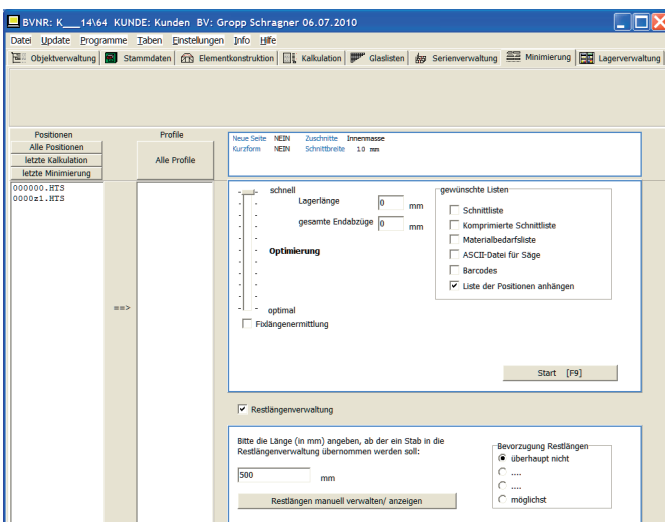 BVNR: K___14\64 KUNDE: Kunden BV: Gropp Schragner 06.07.2010
Datei Update Programme Taben Einstellungen Info Hilfe
Objektverwaltung Stammdaten Elementkonstruktion Kalkulation Glaslisten Serienverwaltung Minimierung Lagerverwaltung
Positionen
Alle Positionen
letzte Kalkulation
letzte Minimierung
000000.HTS
0000z1.HTS
==>
Profile
Alle Profile
Neue Seite NEIN Zuschnitte Innenmasse
Kurzform NEIN Schnittbreite 1.0 mm
schnell
Lagerlänge 0 mm
gesamte Endabzüge 0 mm
Optimierung
optimal
Fixlängenermittlung
gewünschte Listen
Schnittliste
Komprimierte Schnittliste
Materialbedarfsliste
ASCII-Datei für Säge
Barcodes
Liste der Positionen anhängen
Start [F9]
Restlängenverwaltung
Bitte die Länge (in mm) angeben, ab der ein Stab in die
Restlängenverwaltung übernommen werden soll:
500 mm
Restlängen manuell verwalten/ anzeigen
Bevorzugung Restlängen
überhaupt nicht
....
....
möglichst